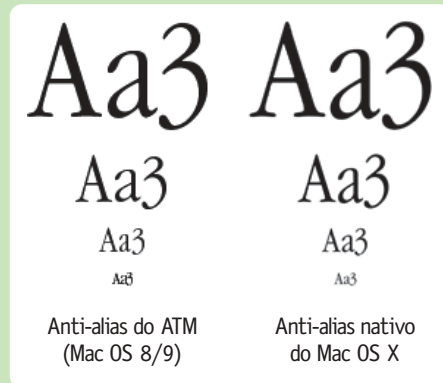 Aa3 Aa3
Aa3 Aa3
Aa3 Aa3
Aa3 Aa3
Anti-alias do ATM
(Mac OS 8/9)
Anti-alias nativo
do Mac OS X